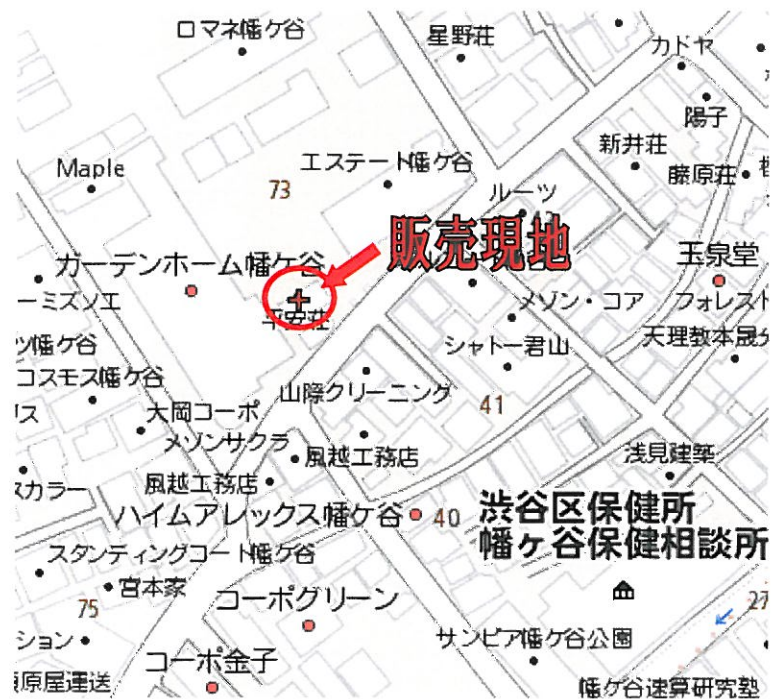 ロマネ幡ケ谷
星野荘
カドヤ
陽子
新井荘
藤原荘
Maple
エステート幡ケ谷
73
ルーツ
販売現地
ガーデンホーム幡ケ谷
玉泉堂
ーミズソエ
平安荘
メゾン・コア
フォレスト
ツ幡ケ谷
シャトー君山
天理教本晟分
コスモス幡ケ谷
山際クリーニング
41
大岡コーポ
メゾンサクラ
風越工務店
浅見建築
スカラー
風越工務店
ハイムアレックス幡ケ谷
40
渋谷区保健所
幡ヶ谷保健相談所
スタンディングコート幡ケ谷
宮本家
75
コーポグリーン
27
ション
サンピア幡ケ谷公園
コーポ金子
原屋運送
幡ケ谷速算研究塾